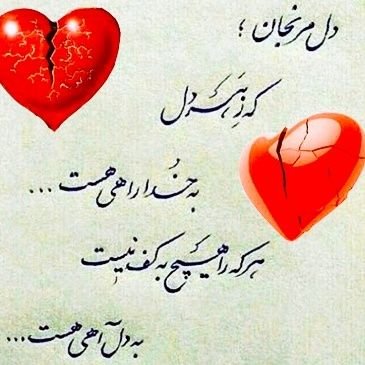 دل مرنجان ؛
که ز هر دل
به خدا راهی هست ...
هر که را هیچ به کف نیست
به دل آهی هست ...